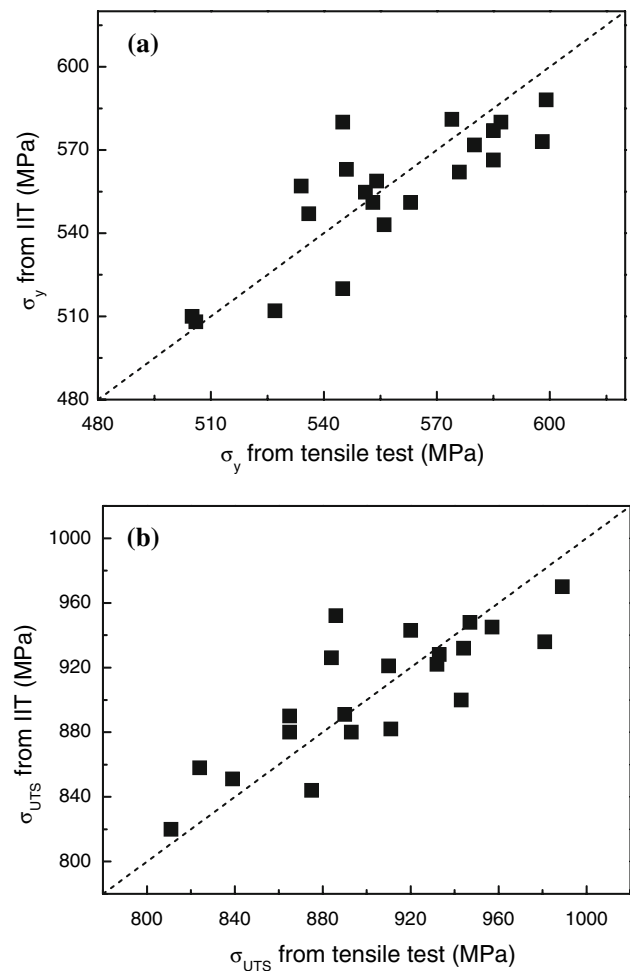 (a)
600
570
540
510
480
480 510 540 570 600
σy from IIT (MPa)
σy from tensile test (MPa)
(b)
1000
960
920
880
840
800
800 840 880 920 960 1000
σUTS from IIT (MPa)
σUTS from tensile test (MPa)